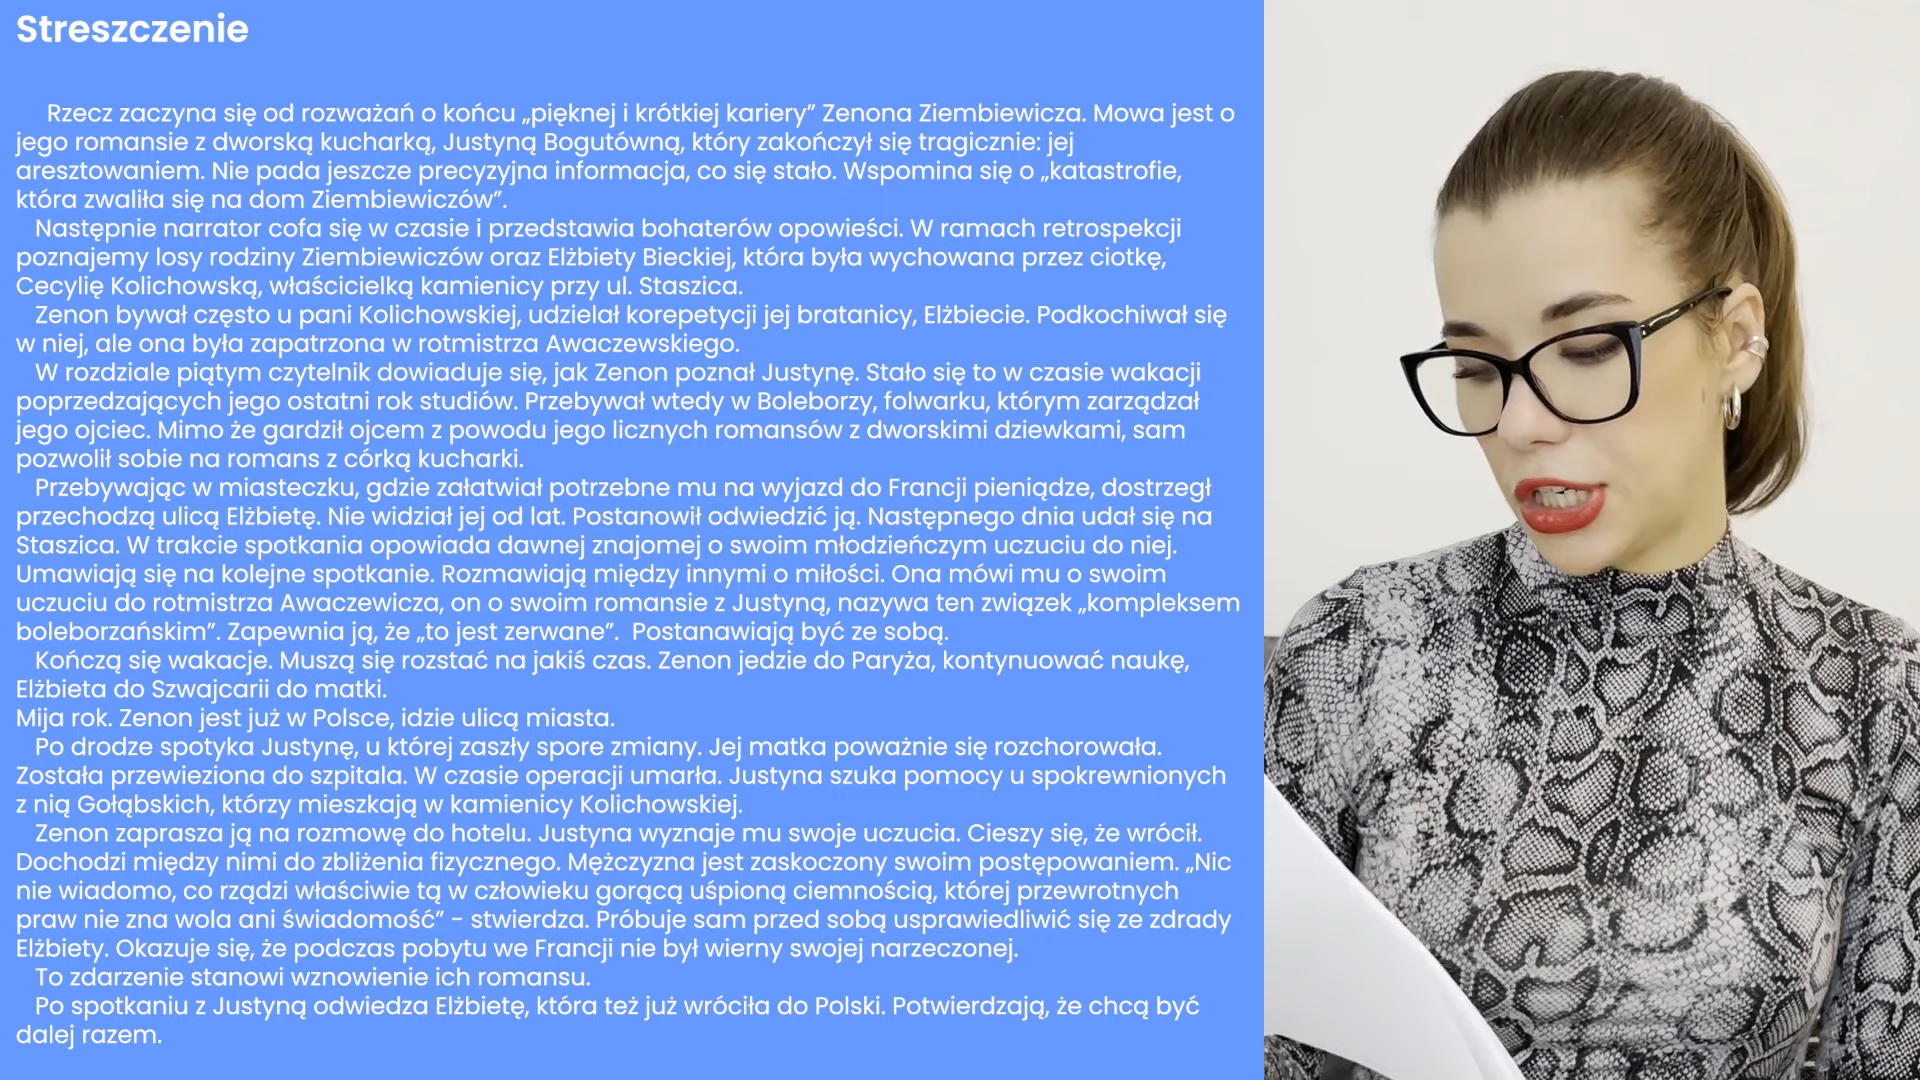 Streszczenie
Rzecz zaczyna się od rozważań o końcu „pięknej i krótkiej kariery” Zenona Ziembiewicza. Mowa jest o
jego romansie z dworską kucharką, Justyną Bogutówną, który zakończył się tragicznie: jej
aresztowaniem. Nie pada jeszcze precyzyjna informacja, co się stało. Wspomina się o „katastrofie,
która zwaliła się na dom Ziembiewiczów”.
Następnie narrator cofa się w czasie i przedstawia bohaterów opowieści. W ramach retrospekcji
poznajemy losy rodziny Ziembiewiczów oraz Elżbiety Bieckiej, która była wychowana przez ciotkę,
Cecylię Kolichowską, właścicielką kamienicy przy ul. Staszica.
Zenon bywał często u pani Kolichowskiej, udzielał korepetycji jej bratanicy, Elżbiecie. Podkochiwał się
w niej, ale ona była zapatrzona w rotmistrza Awaczewskiego.
W rozdziale piątym czytelnik dowiaduje się, jak Zenon poznał Justynę. Stało się to w czasie wakacji
poprzedzających jego ostatni rok studiów. Przebywał wtedy w Boleborzy, folwarku, którym zarządzał
jego ojciec. Mimo że gardził ojcem z powodu jego licznych romansów z dworskimi dziewkami, sam
pozwolił sobie na romans z córką kucharki.
Przebywając w miasteczku, gdzie załatwiał potrzebne mu na wyjazd do Francji pieniądze, dostrzegł
przechodzą ulicą Elżbietę. Nie widział jej od lat. Postanowił odwiedzić ją. Następnego dnia udał się na
Staszica. W trakcie spotkania opowiada dawnej znajomej o swoim młodzieńczym uczuciu do niej.
Umawiają się na kolejne spotkanie. Rozmawiają między innymi o miłości. Ona mówi mu o swoim
uczuciu do rotmistrza Awaczewicza, on o swoim romansie z Justyną, nazywa ten związek „kompleksem
boleborzańskim”. Zapewnia ją, że „to jest zerwane”.  Postanawiają być ze sobą.
Kończą się wakacje. Muszą się rozstać na jakiś czas. Zenon jedzie do Paryża, kontynuować naukę,
Elżbieta do Szwajcarii do matki.
Mija rok. Zenon jest już w Polsce, idzie ulicą miasta.
Po drodze spotyka Justynę, u której zaszły spore zmiany. Jej matka poważnie się rozchorowała.
Została przewieziona do szpitala. W czasie operacji umarła. Justyna szuka pomocy u spokrewnionych
z nią Gołąbskich, którzy mieszkają w kamienicy Kolichowskiej.
Zenon zaprasza ją na rozmowę do hotelu. Justyna wyznaje mu swoje uczucia. Cieszy się, że wrócił.
Dochodzi między nimi do zbliżenia fizycznego. Mężczyzna jest zaskoczony swoim postępowaniem. „Nic
nie wiadomo, co rządzi właściwie tą w człowieku gorącą uśpioną ciemnością, której przewrotnych
praw nie zna wola ani świadomość” - stwierdza. Próbuje sam przed sobą usprawiedliwić się ze zdrady
Elżbiety. Okazuje się, że podczas pobytu we Francji nie był wierny swojej narzeczonej.
To zdarzenie stanowi wznowienie ich romansu.
Po spotkaniu z Justyną odwiedza Elżbietę, która też już wróciła do Polski. Potwierdzają, że chcą być
dalej razem.